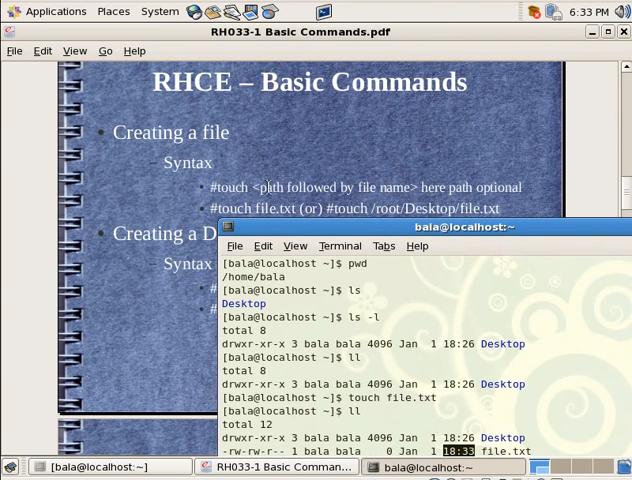 Applications Places System 6:33 PM
RH033-1 Basic Commands.pdf
File Edit View Go Help
RHCE – Basic Commands
• Creating a file
– Syntax
• #touch <path followed by file name> here path optional
• #touch file.txt (or) #touch /root/Desktop/file.txt
• Creating a D
Syntax
#
#
bala@localhost:~
File Edit View Terminal Tabs Help
[bala@localhost ~]$ pwd
/home/bala
[bala@localhost ~]$ ls
Desktop
[bala@localhost ~]$ ls -l
total 8
drwxr-xr-x 3 bala bala 4096 Jan  1 18:26 Desktop
[bala@localhost ~]$ ll
total 8
drwxr-xr-x 3 bala bala 4096 Jan  1 18:26 Desktop
[bala@localhost ~]$ touch file.txt
[bala@localhost ~]$ ll
total 12
drwxr-xr-x 3 bala bala 4096 Jan  1 18:26 Desktop
-rw-rw-r-- 1 bala bala    0 Jan  1 18:33 file.txt
[bala@localhost:~] RH033-1 Basic Comman... bala@localhost:~